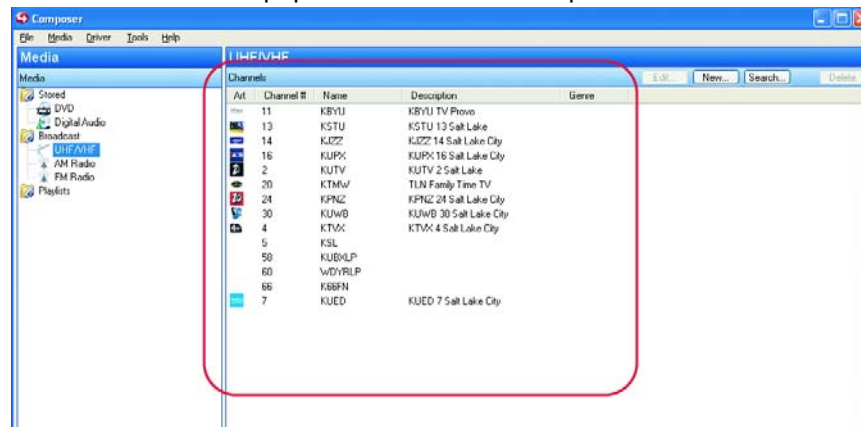 Composer
File Media Driver Tools Help
Media UHF/VHF
Media Channels Edit... New... Search... Delete
Stored Art Channel # Name Description Genre
DVD 11 KBYU KBYU TV Provo
Digital Audio 13 KSTU KSTU 13 Salt Lake
Broadcast 14 KJZZ KJZZ 14 Salt Lake City
UHF/VHF 16 KUPX KUPX 16 Salt Lake City
AM Radio 2 KUTV KUTV 2 Salt Lake
FM Radio 20 KTMW TLN Family Time TV
Playlists 24 KPNZ KPNZ 24 Salt Lake City
30 KUWB KUWB 30 Salt Lake City
4 KTVX KTVX 4 Salt Lake City
5 KSL
58 KUBXLP
60 WDYRLP
66 K66FN
7 KUED KUED 7 Salt Lake City